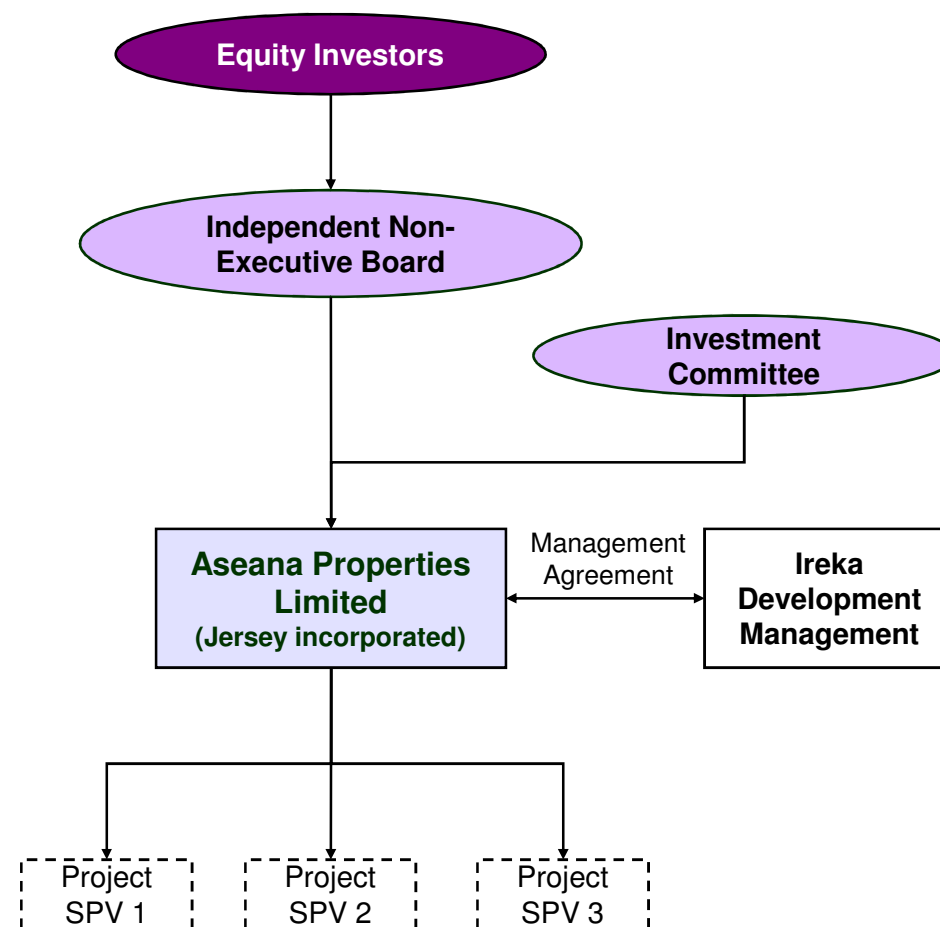 Equity Investors
Independent Non-
Executive Board
Investment
Committee
Aseana Properties
Limited
(Jersey incorporated)
Management
Agreement
Ireka
Development
Management
Project
SPV 1
Project
SPV 2
Project
SPV 3